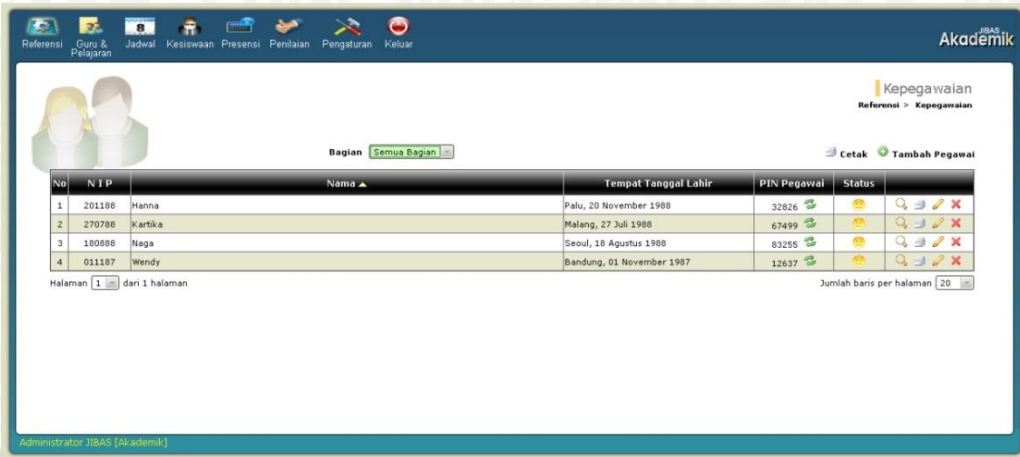 8
JIBAS
Referensi Guru & Pelajaran Jadwal Kesiswaan Presensi Penilaian Pengaturan Keluar Akademik
Kepegawaian
Referensi > Kepegawaian
Bagian Semua Bagian Cetak Tambah Pegawai
No N I P Nama Tempat Tanggal Lahir PIN Pegawai Status
1 201188 Hanna Palu, 20 November 1988 32826
2 270788 Kartika Malang, 27 Juli 1988 67499
3 180888 Naga Seoul, 18 Agustus 1988 83255
4 011187 Wendy Bandung, 01 November 1987 12637
Halaman 1 dari 1 halaman Jumlah baris per halaman 20
Administrator JIBAS [Akademik]